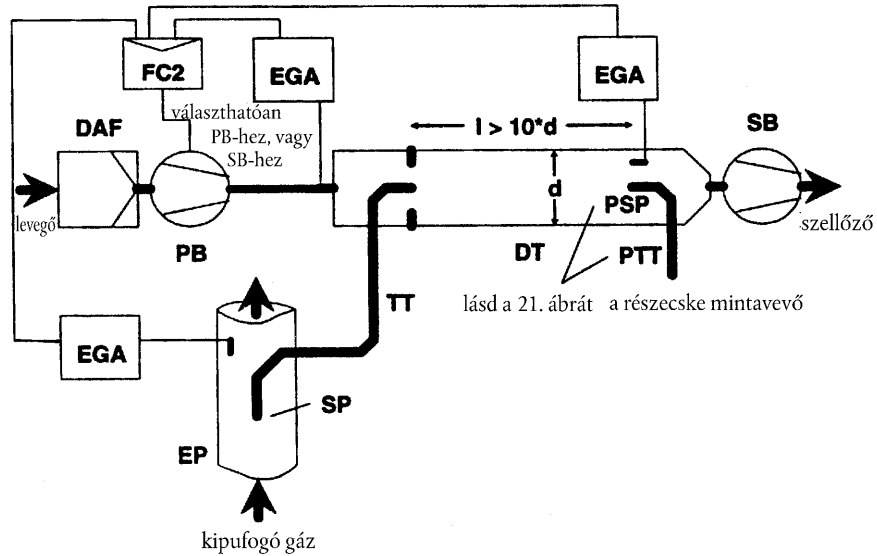 FC2
EGA
EGA
választhatóan
PB-hez, vagy
SB-hez
DAF
l > 10*d
SB
levegő
d
PSP
szellőző
PB
DT
PTT
TT
lásd a 21. ábrát
a részecske mintavevő
EGA
SP
EP
kipufogó gáz